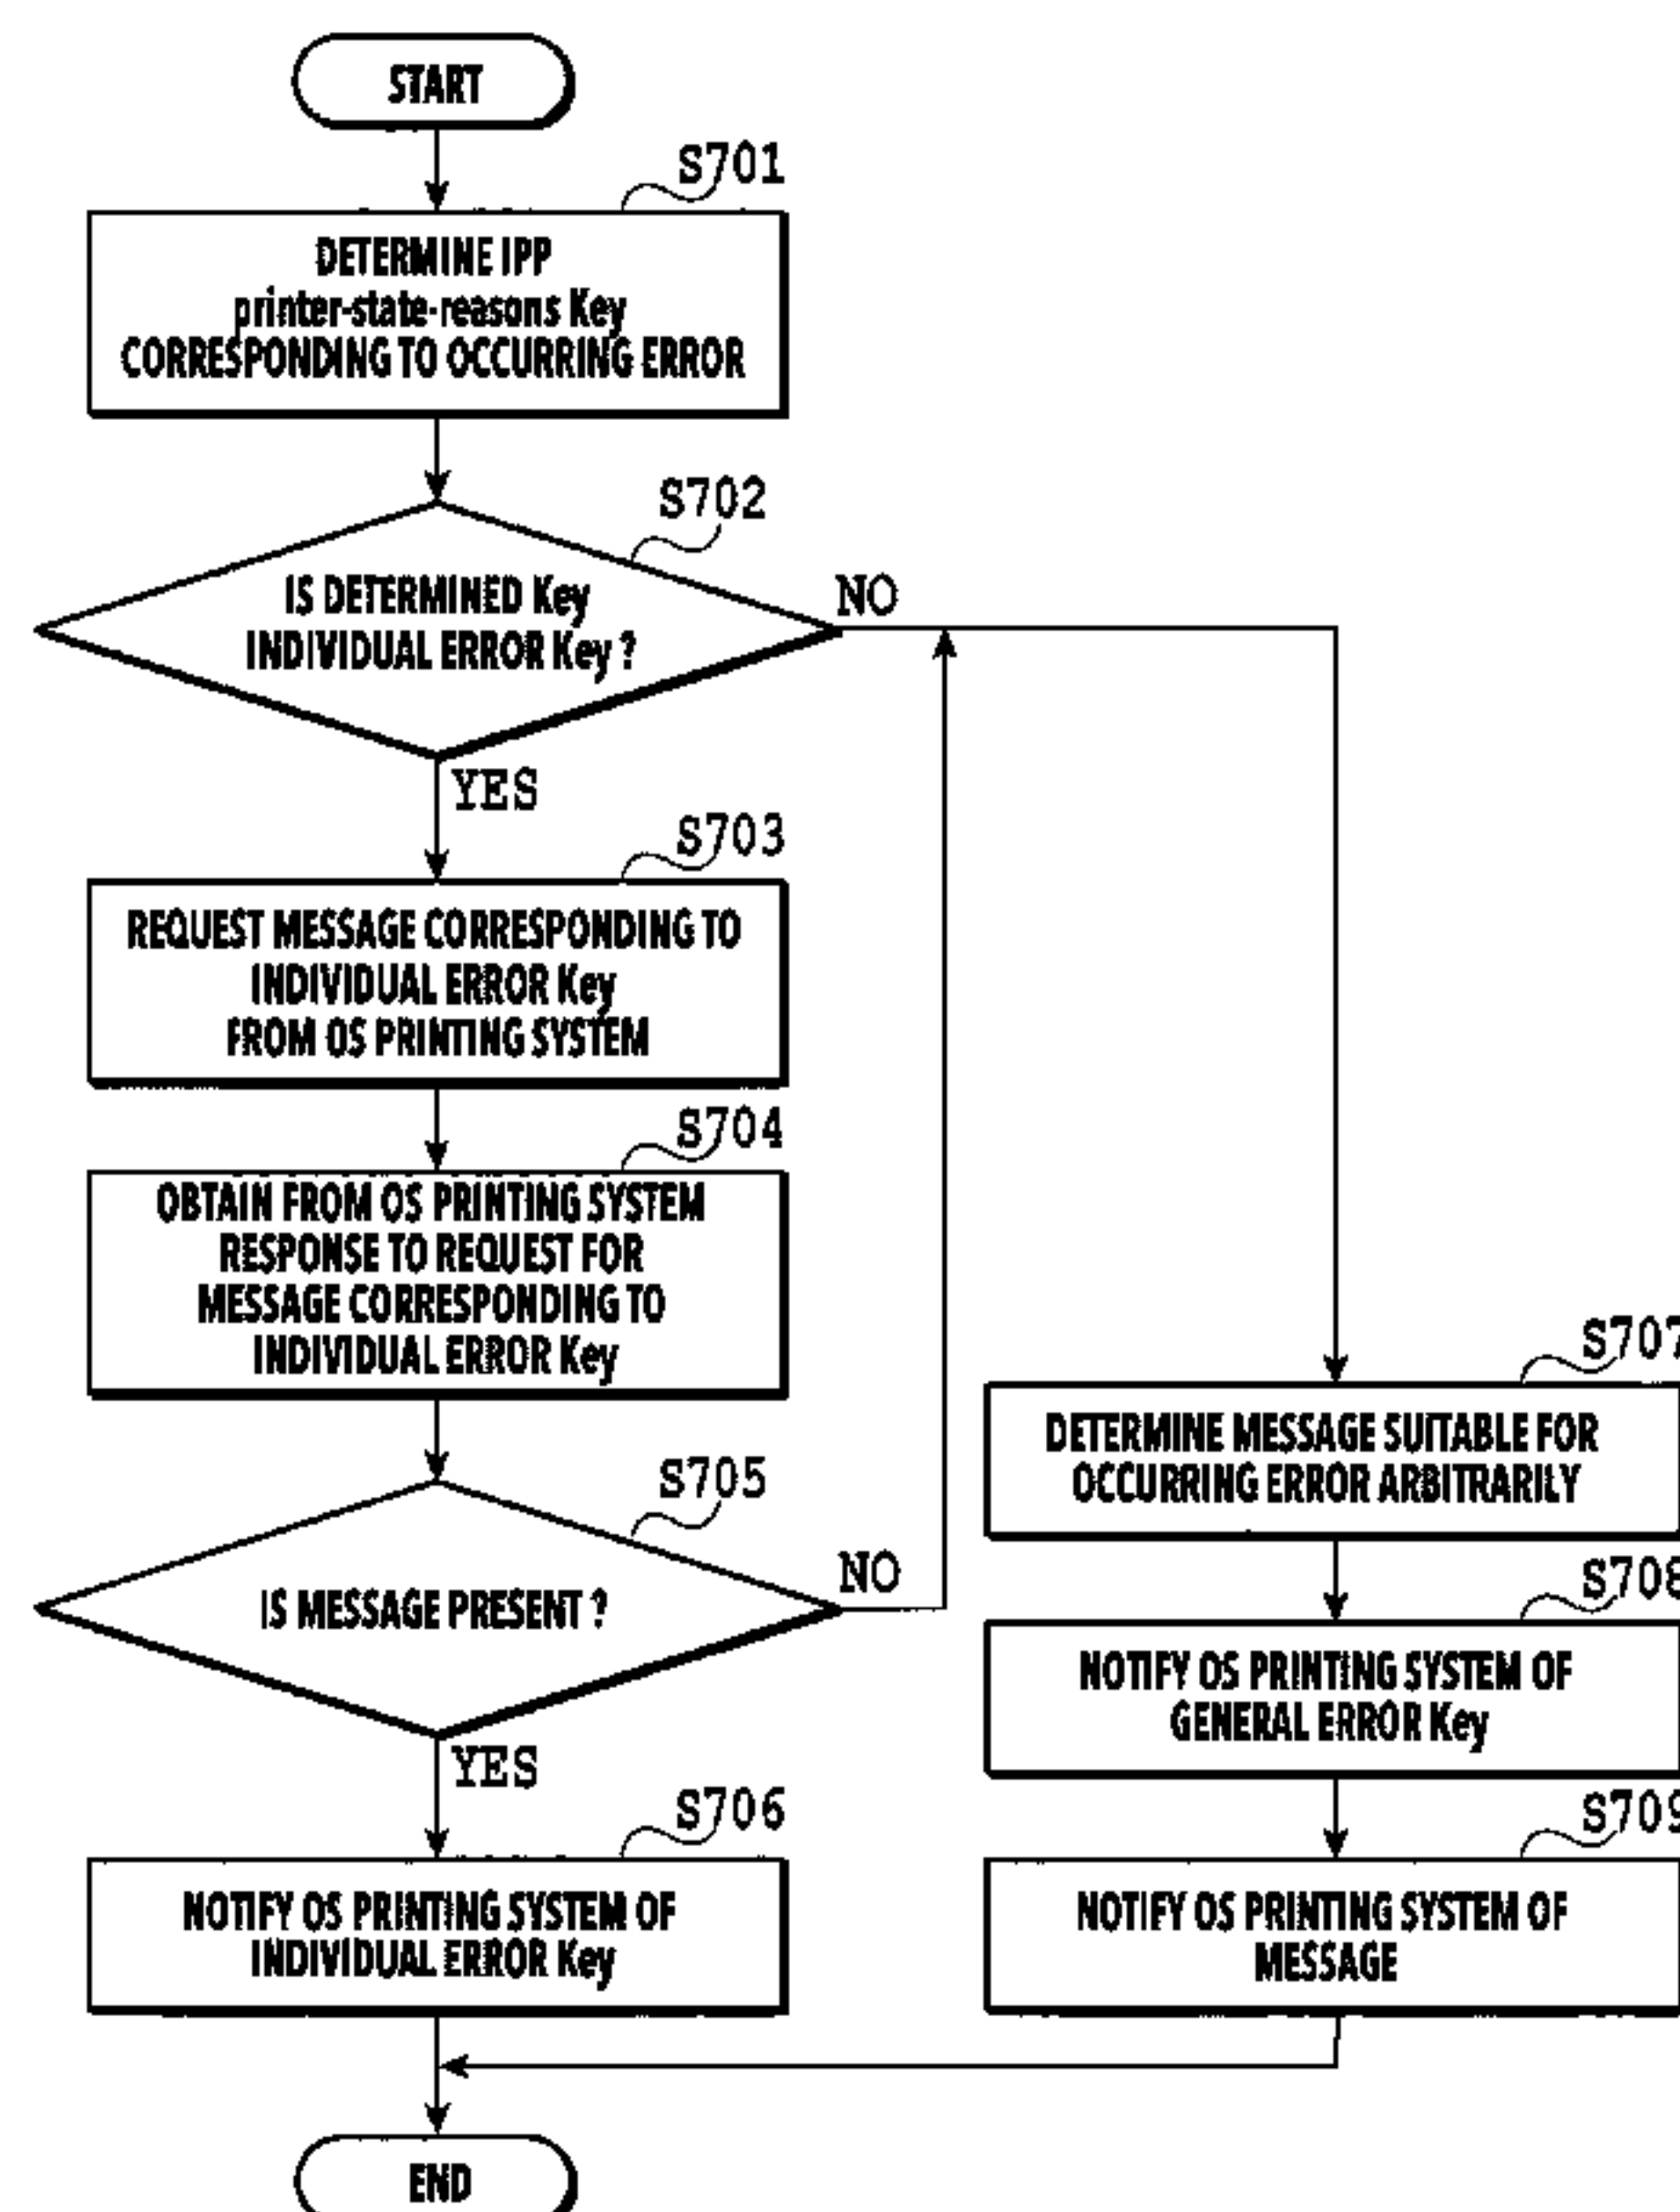 START
S701
DETERMINE IPP
printer-state-reasons Key
CORRESPONDING TO OCCURRING ERROR
S702
IS DETERMINED Key
INDIVIDUAL ERROR Key ?
NO
YES
S703
REQUEST MESSAGE CORRESPONDING TO
INDIVIDUAL ERROR Key
FROM OS PRINTING SYSTEM
S704
OBTAIN FROM OS PRINTING SYSTEM
RESPONSE TO REQUEST FOR
MESSAGE CORRESPONDING TO
INDIVIDUAL ERROR Key
S705
IS MESSAGE PRESENT ?
NO
YES
S706
NOTIFY OS PRINTING SYSTEM OF
INDIVIDUAL ERROR Key
S707
DETERMINE MESSAGE SUITABLE FOR
OCCURRING ERROR ARBITRARILY
S708
NOTIFY OS PRINTING SYSTEM OF
GENERAL ERROR Key
S709
NOTIFY OS PRINTING SYSTEM OF
MESSAGE
END